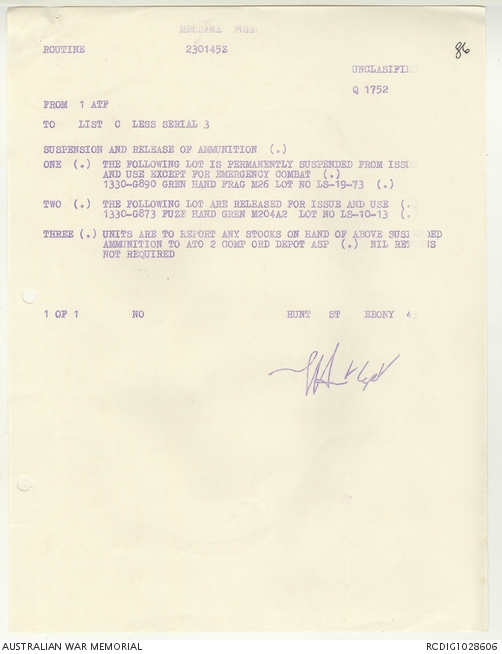 MESSAGE FORM
86
ROUTINE 230145Z
UNCLASIFI
Q 1752
FROM 1 ATF
TO LIST C LESS SERIAL 3
SUSPENSION AND RELEASE OF AMMUNITION (.)
ONE (.) THE FOLLOWING LOT IS PERMANENTLY SUSPENDED FROM ISSU
AND USE EXCEPT FOR EMERGENCY COMBAT (.)
1330-G890 GREN HAND FRAG M26 LOT NO LS-19-73 (.)
TWO (.) THE FOLLOWING LOT ARE RELEASED FOR ISSUE AND USE (.
1330-G873 FUZE HAND GREN M204A2 LOT NO LS-10-13 (.
THREE (.) UNITS ARE TO REPORT ANY STOCKS ON HAND OF ABOVE SUSPENDED
AMMUNITION TO ATO 2 COMP ORD DEPOT ASP (.) NIL RETURNS
NOT REQUIRED
1 OF 1 NO HUNT ST EBONY 4
AUSTRALIAN WAR MEMORIAL RCDIG1028606